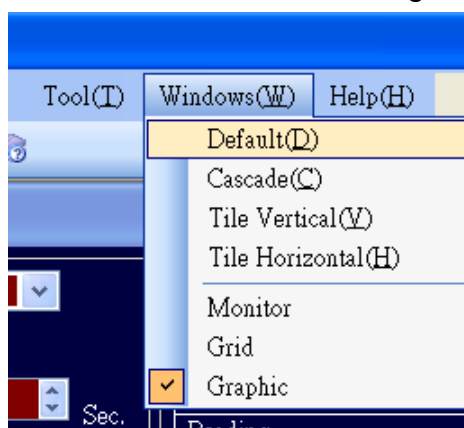 Tool(T) Windows(W) Help(H)
Default(D)
Cascade(C)
Tile Vertical(V)
Tile Horizontal(H)
Monitor
Grid
Graphic
Sec.